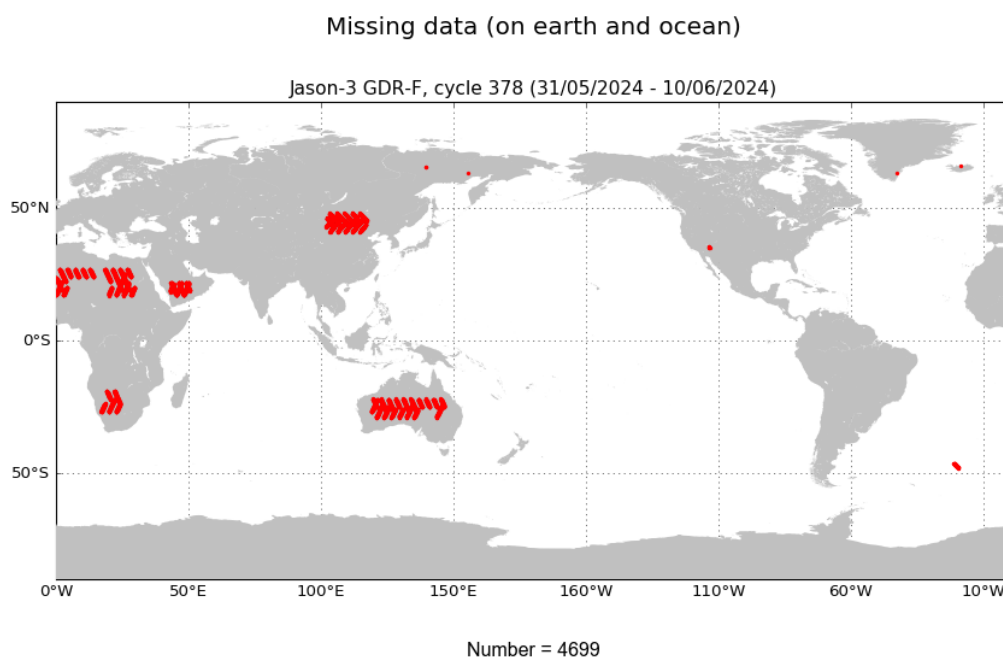 Missing data (on earth and ocean)
Jason-3 GDR-F, cycle 378 (31/05/2024 - 10/06/2024)
50°N
0°S
50°S
0°W
50°E
100°E
150°E
160°W
110°W
60°W
10°W
Number = 4699